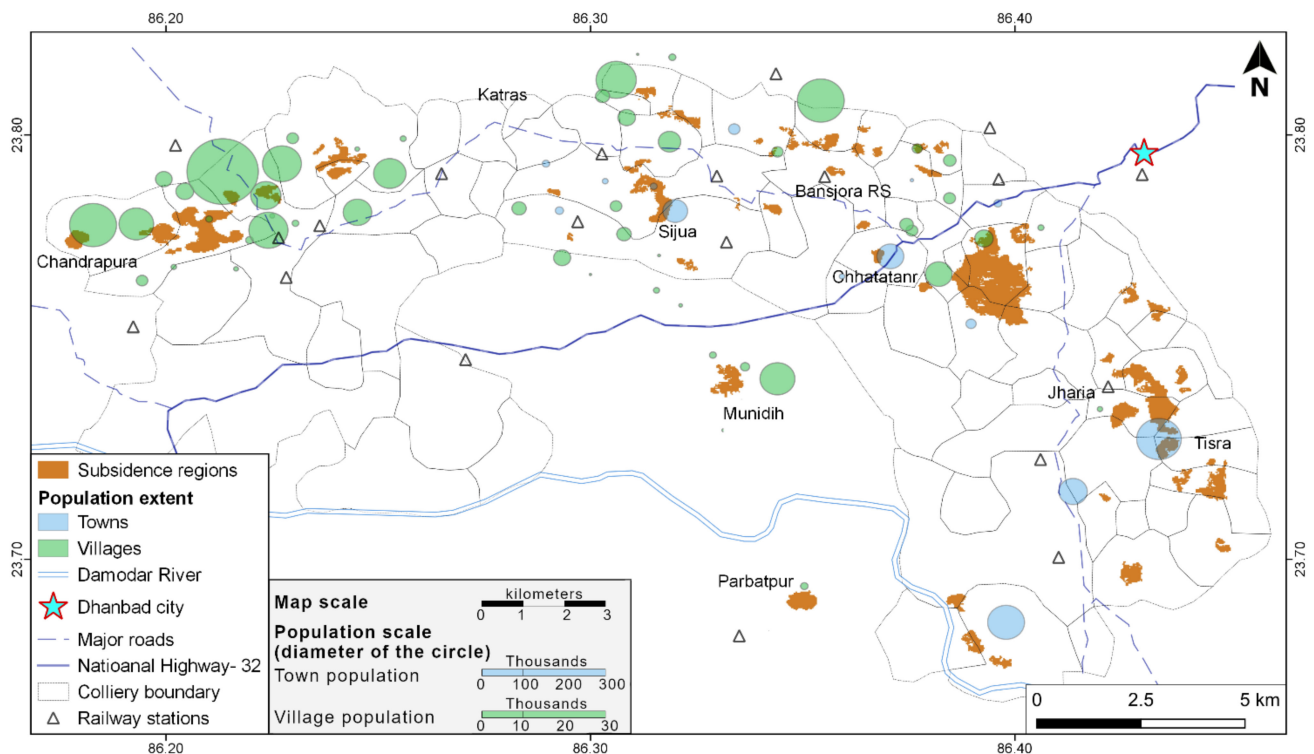 86.20 86.30 86.40
N
23.80 23.80
Katras
Bansjora RS
Sijua
Chandrapura
Chhatatanr
Munidih
Jharia
Tisra
Parbatpur
23.70 23.70
Subsidence regions
Population extent
Towns
Villages
Damodar River
Dhanbad city
Major roads
Natioanal Highway- 32
Colliery boundary
Railway stations
Map scale
kilometers
0 1 2 3
Population scale
(diameter of the circle)
Town population
Thousands
0 100 200 300
Village population
Thousands
0 10 20 30
0 2.5 5 km
86.20 86.30 86.40